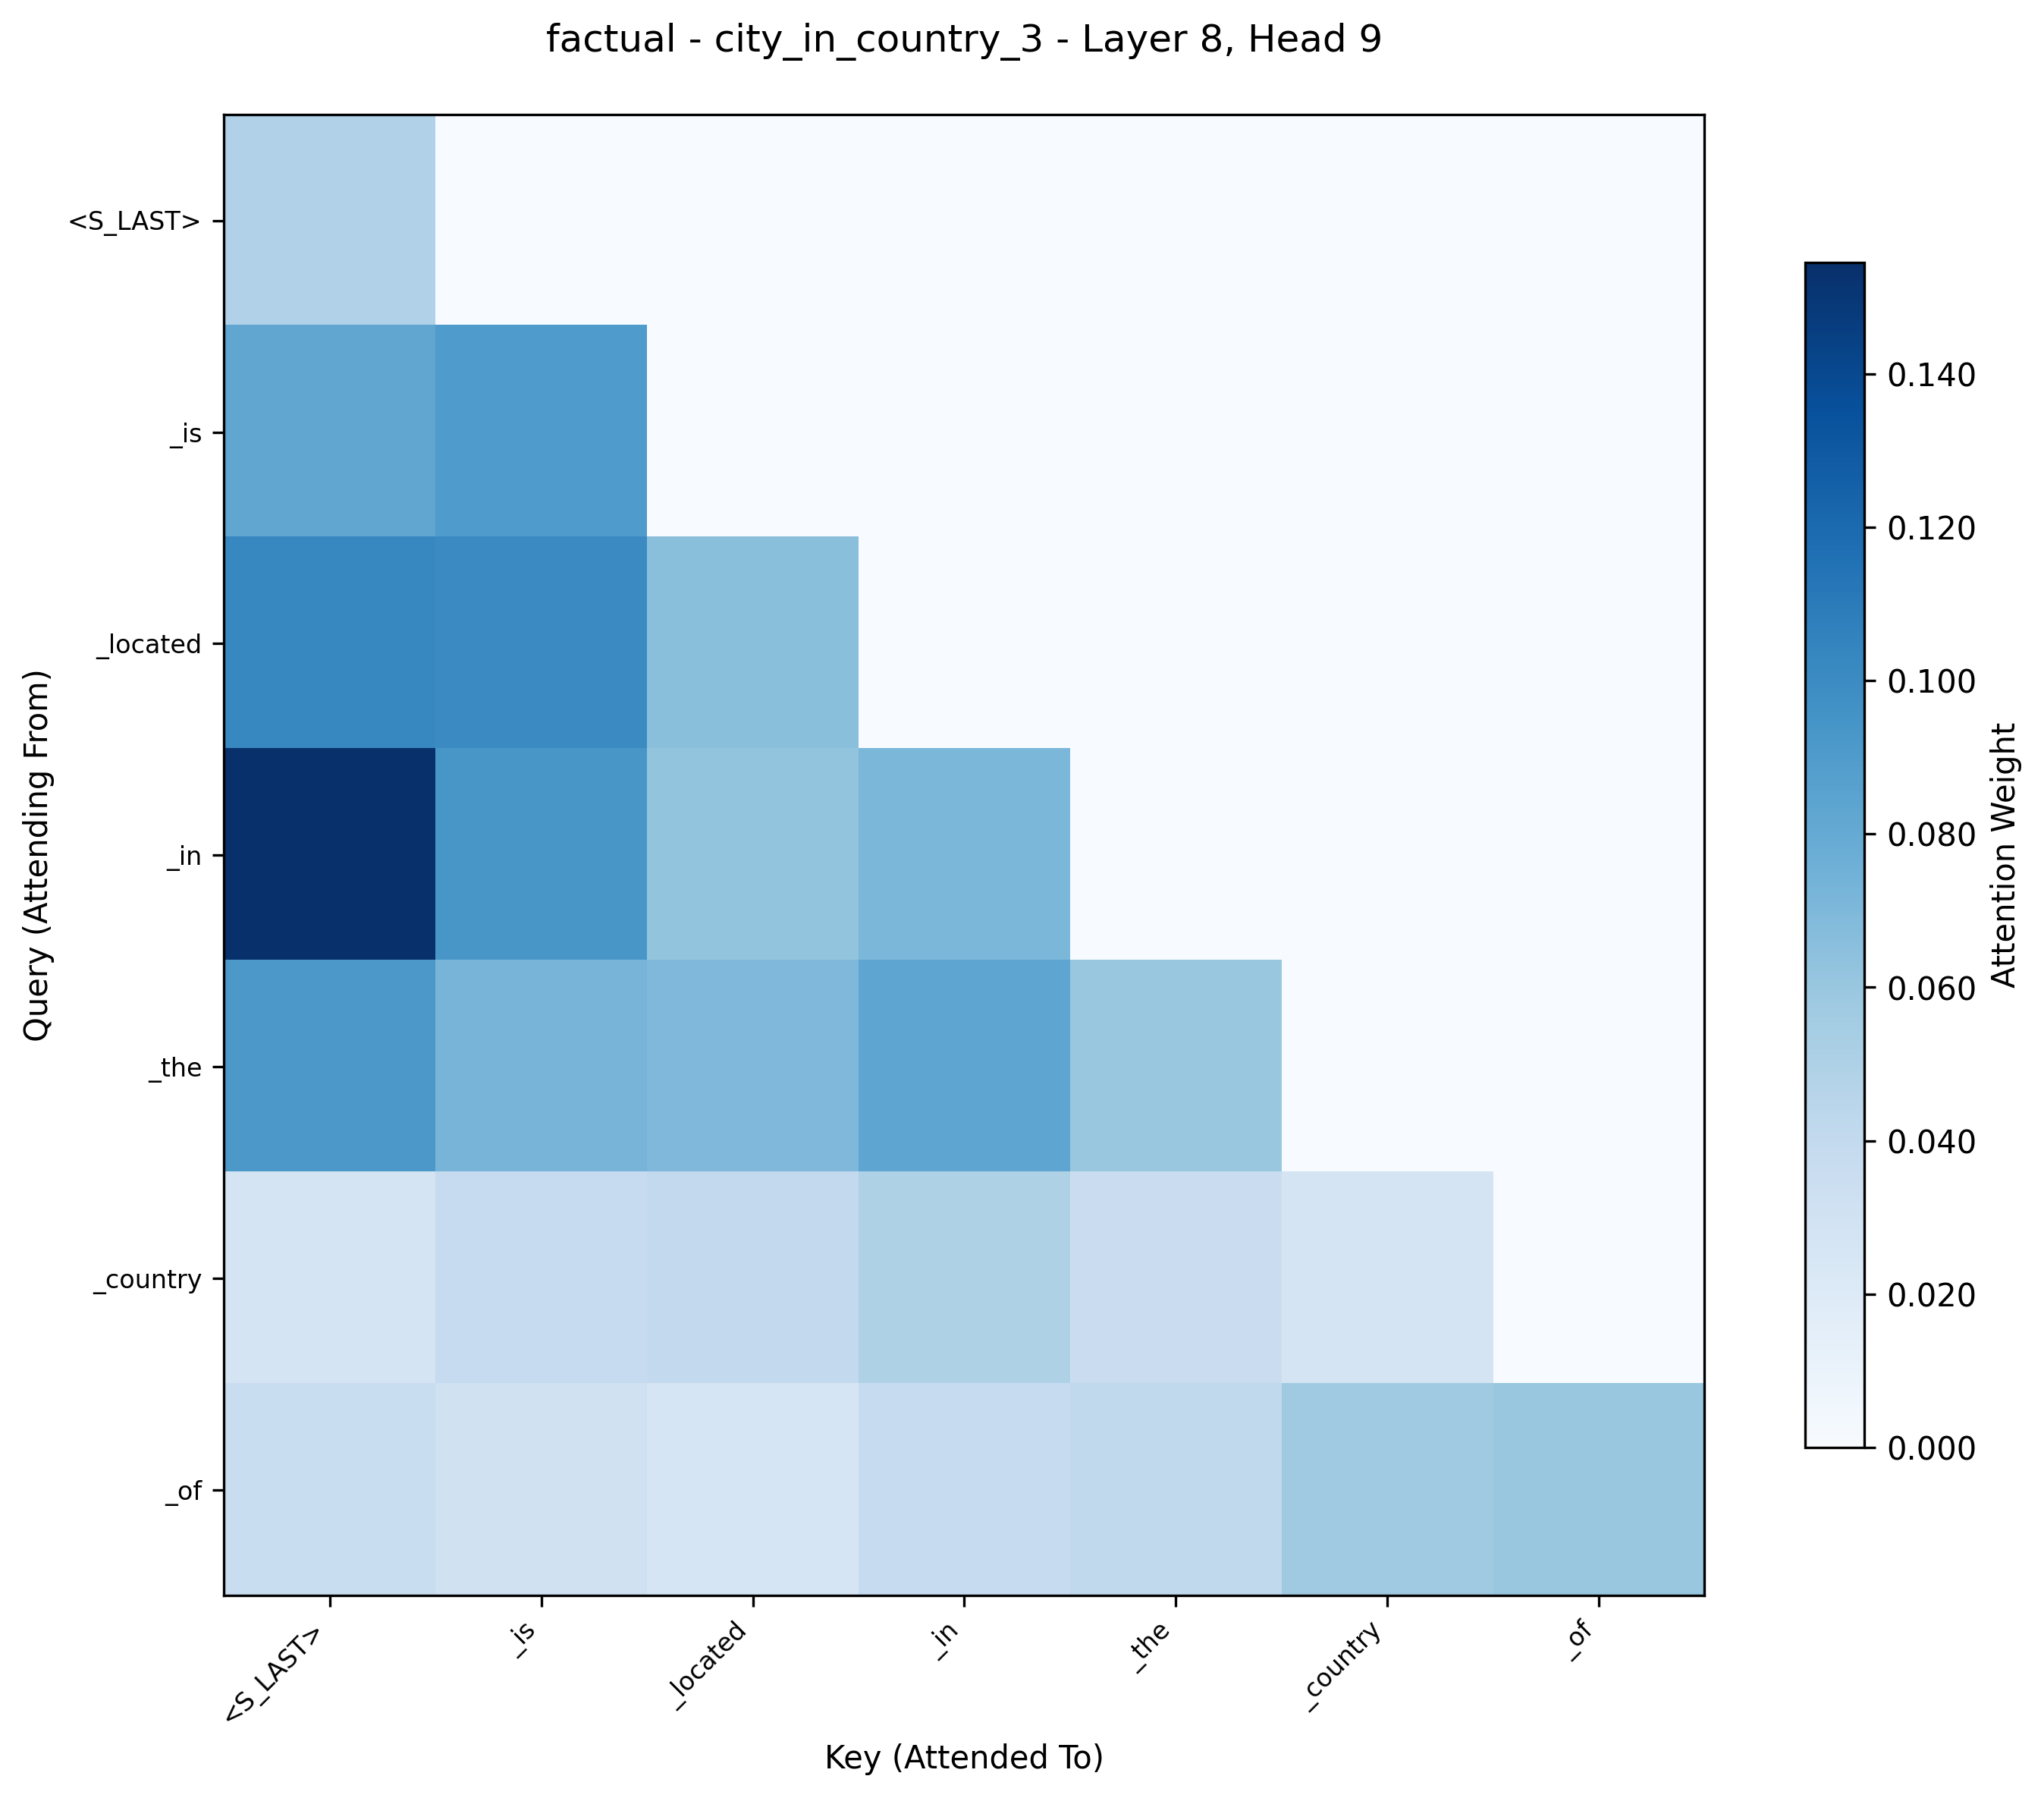 factual - city_in_country_3 - Layer 8, Head 9
Query (Attending From)
<S_LAST>
_is
_located
_in
_the
_country
_of
<S_LAST>
_is
_located
_in
_the
_country
_of
Key (Attended To)
0.140
0.120
0.100
0.080
0.060
0.040
0.020
0.000
Attention Weight